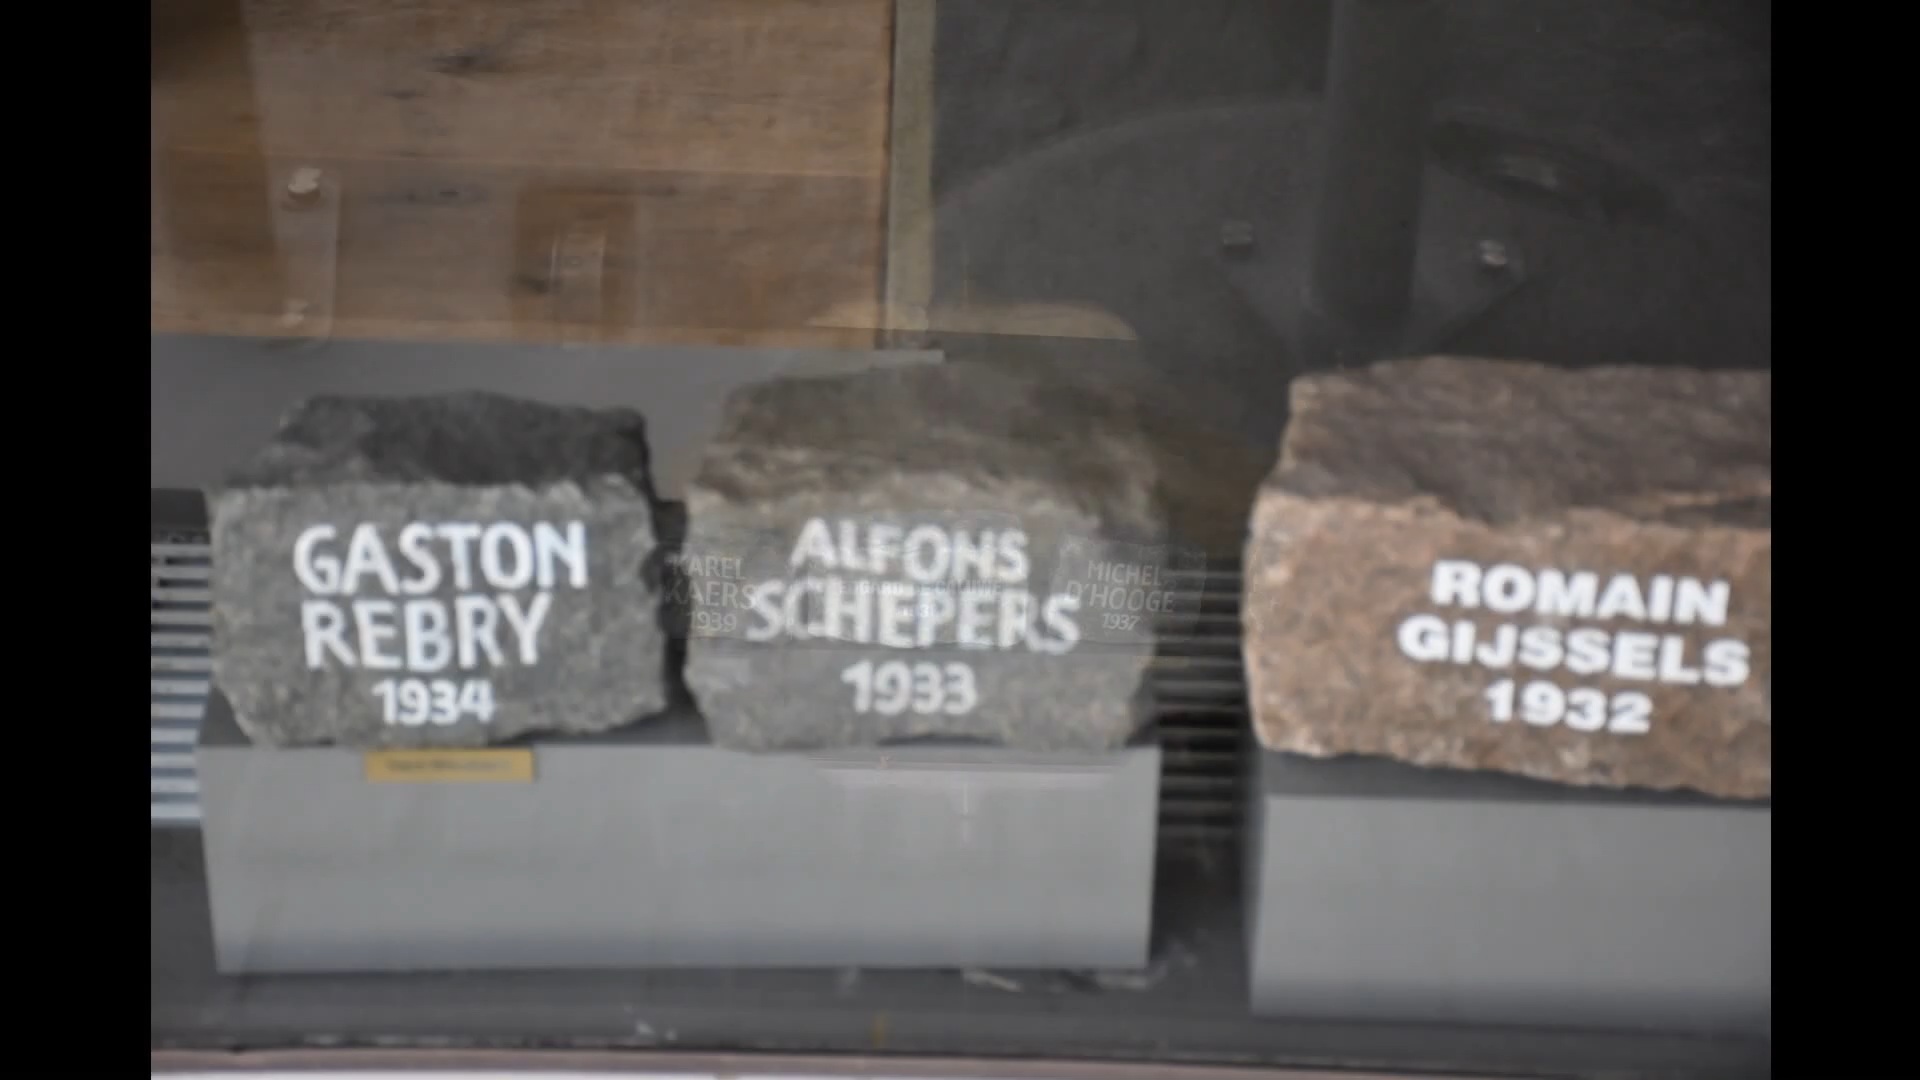 GASTON
REBRY
1934
ALFONS
SCHEPERS
1933
ROMAIN
GIJSSELS
1932
KAREL
KAERS
1939
MICHEL
D'HOOGE
1937